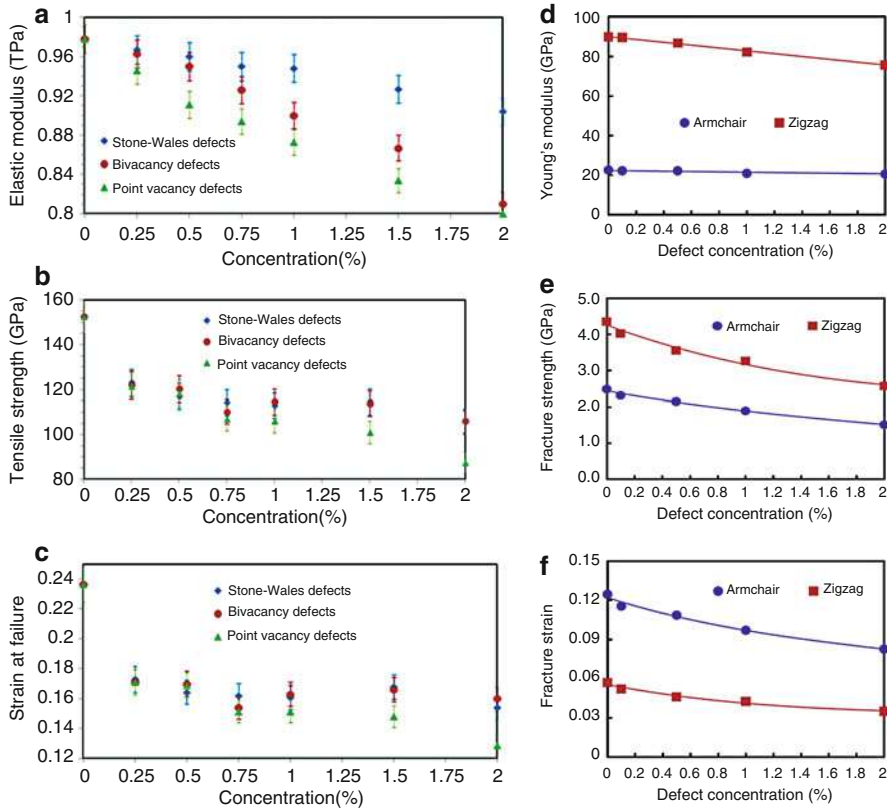 a
Elastic modulus (TPa)
1
0.96
0.92
0.88
0.84
0.8
Stone-Wales defects
Bivacancy defects
Point vacancy defects
0 0.25 0.5 0.75 1 1.25 1.5 1.75 2
Concentration(%)
b
Tensile strength (GPa)
160
140
120
100
80
Stone-Wales defects
Bivacancy defects
Point vacancy defects
0 0.25 0.5 0.75 1 1.25 1.5 1.75 2
Concentration(%)
c
Strain at failure
0.24
0.22
0.2
0.18
0.16
0.14
0.12
Stone-Wales defects
Bivacancy defects
Point vacancy defects
0 0.25 0.5 0.75 1 1.25 1.5 1.75 2
Concentration(%)
d
Young's modulus (GPa)
100
80
60
40
20
0
Armchair Zigzag
0 0.2 0.4 0.6 0.8 1 1.2 1.4 1.6 1.8 2
Defect concentration (%)
e
Fracture strength (GPa)
5.0
4.0
3.0
2.0
1.0
0.0
Armchair Zigzag
0 0.2 0.4 0.6 0.8 1 1.2 1.4 1.6 1.8 2
Defect concentration (%)
f
Fracture strain
0.15
0.12
0.09
0.06
0.03
0
Armchair Zigzag
0 0.2 0.4 0.6 0.8 1 1.2 1.4 1.6 1.8 2
Defect concentration (%)